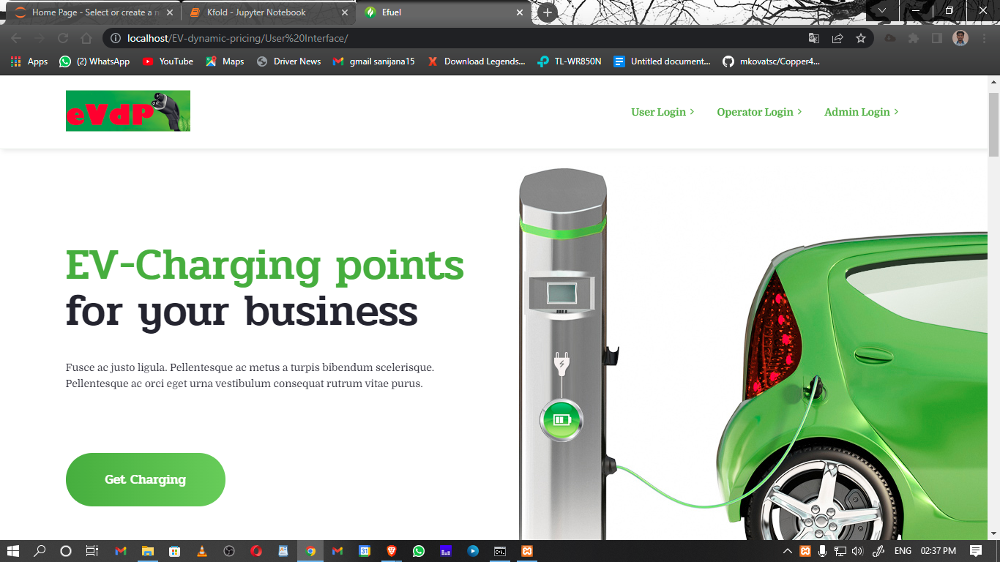 Home Page - Select or create a n
Kfold - Jupyter Notebook
Efuel
localhost/EV-dynamic-pricing/User%20Interface/
Apps
(2) WhatsApp
YouTube
Maps
Driver News
gmail sanijana15
Download Legends...
TL-WR850N
Untitled document...
mkovatsc/Copper4...
eVdP
User Login
Operator Login
Admin Login
EV-Charging points
for your business
Fusce ac justo ligula. Pellentesque ac metus a turpis bibendum scelerisque.
Pellentesque ac orci eget urna vestibulum consequat rutrum vitae purus.
Get Charging
ENG
02:37 PM